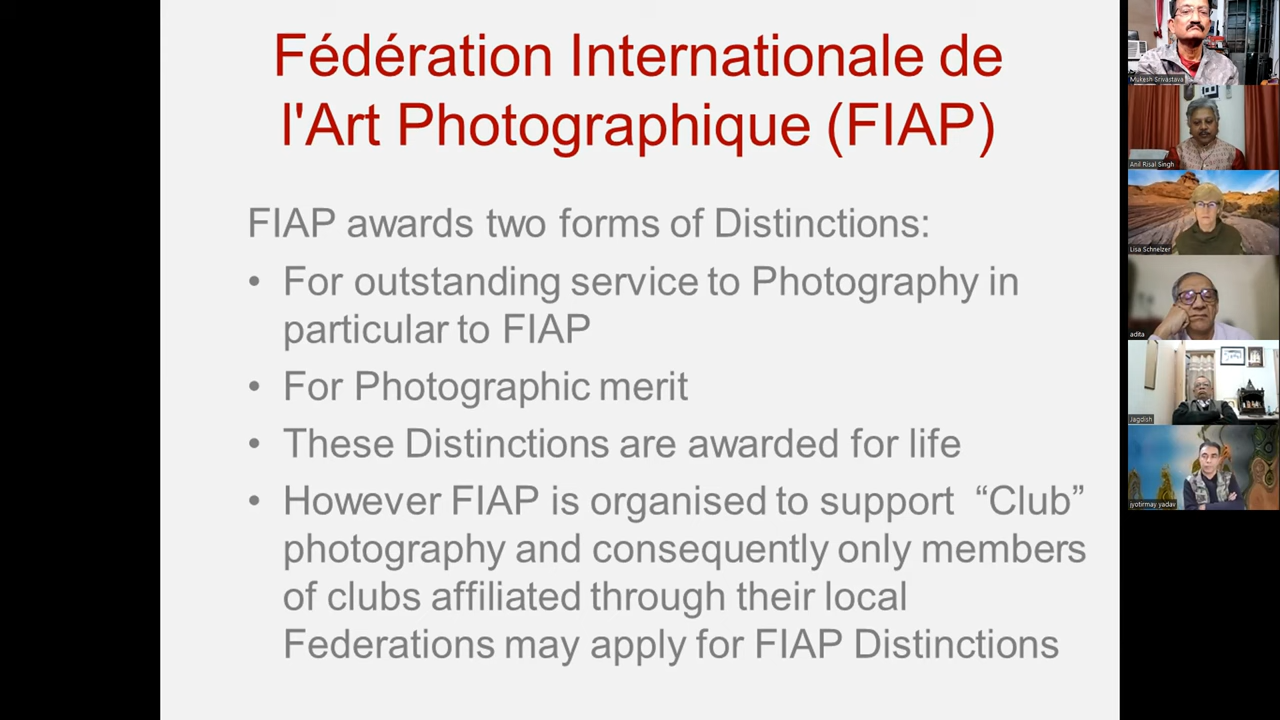 Fédération Internationale de
l'Art Photographique (FIAP)
FIAP awards two forms of Distinctions:
• For outstanding service to Photography in
particular to FIAP
• For Photographic merit
• These Distinctions are awarded for life
• However FIAP is organised to support “Club”
photography and consequently only members
of clubs affiliated through their local
Federations may apply for FIAP Distinctions
Mukesh Srivastava
Anil Risal Singh
Lisa Schnelzer
adita
Jagdish
jyotirmay yadav